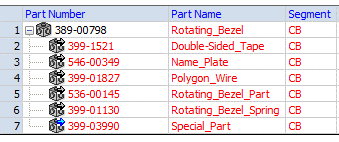 Part Number Part Name Segment
1 389-00798 Rotating_Bezel CB
2 399-1521 Double-Sided_Tape CB
3 546-00349 Name_Plate CB
4 399-01827 Polygon_Wire CB
5 536-00145 Rotating_Bezel_Part CB
6 399-01130 Rotating_Bezel_Spring CB
7 399-03990 Special_Part CB